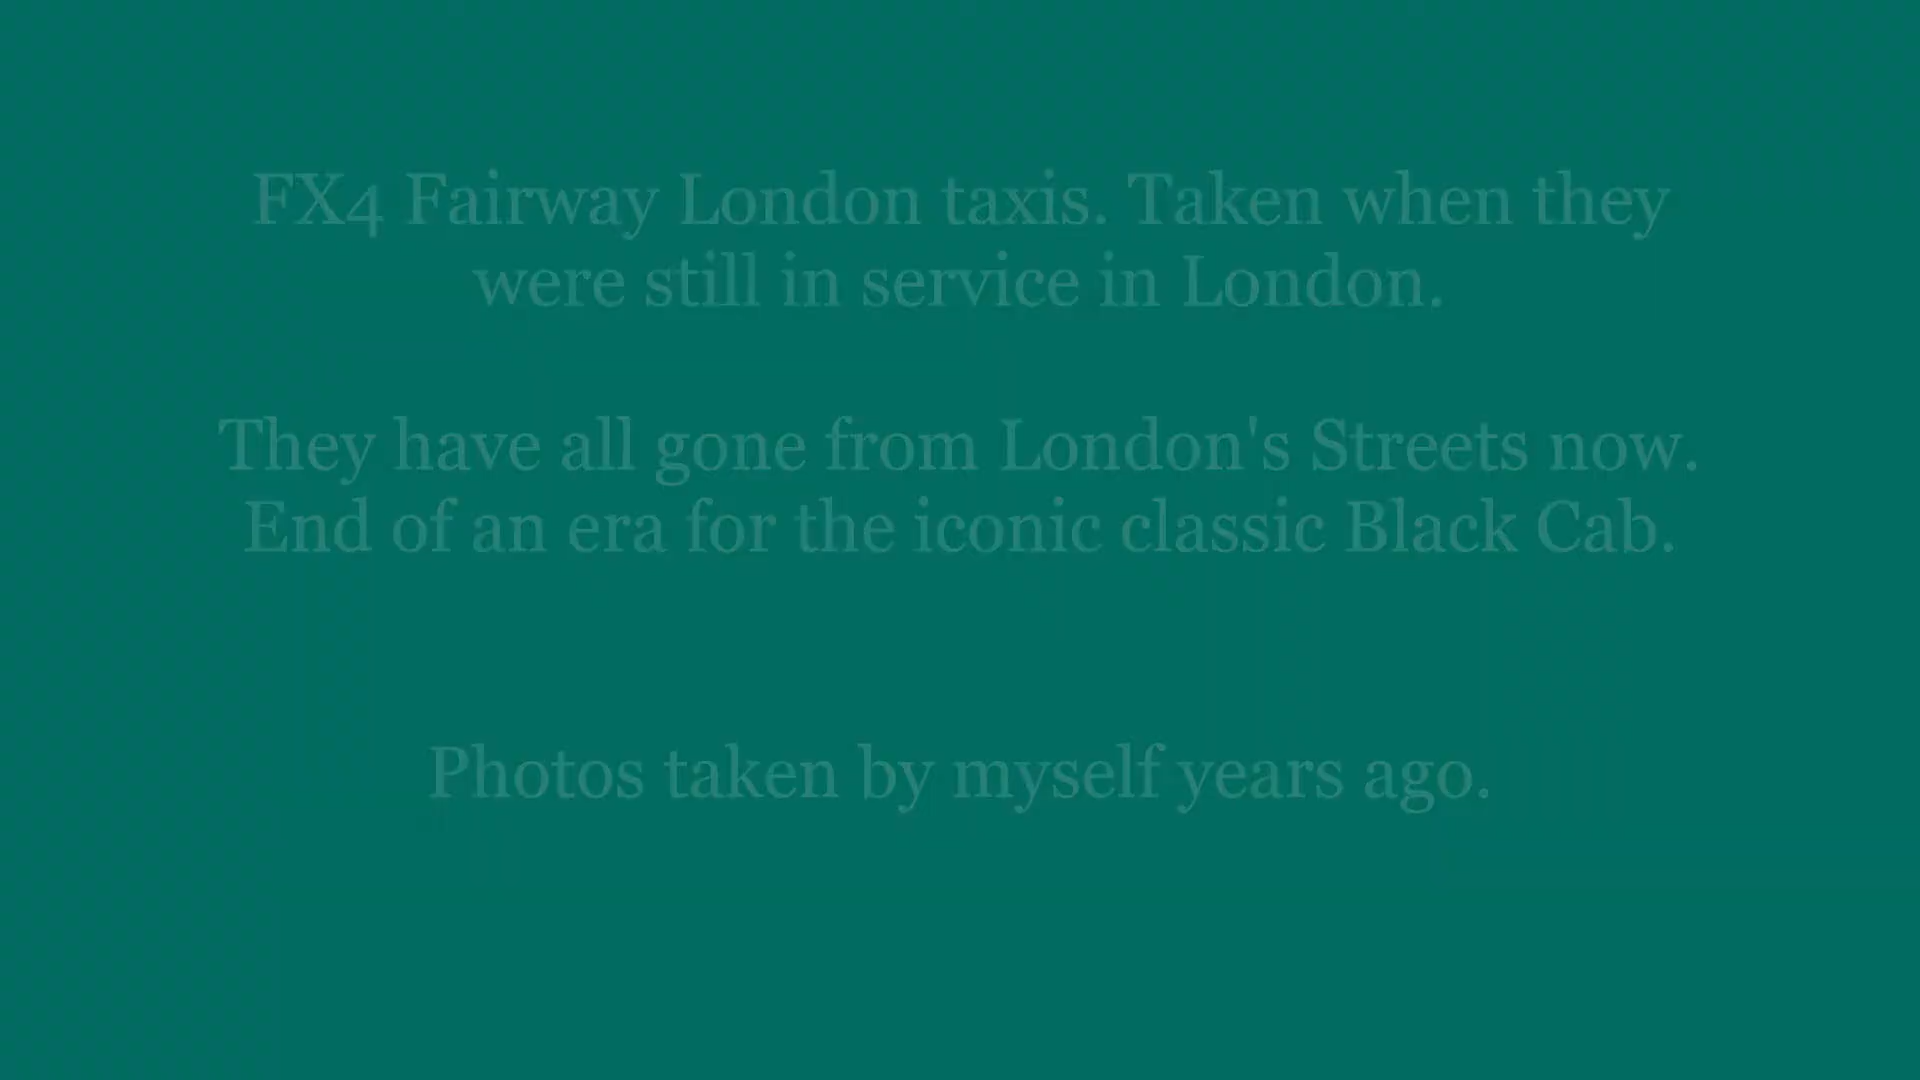 FX4 Fairway London taxis. Taken when they
were still in service in London.
They have all gone from London's Streets now.
End of an era for the iconic classic Black Cab.
Photos taken by myself years ago.